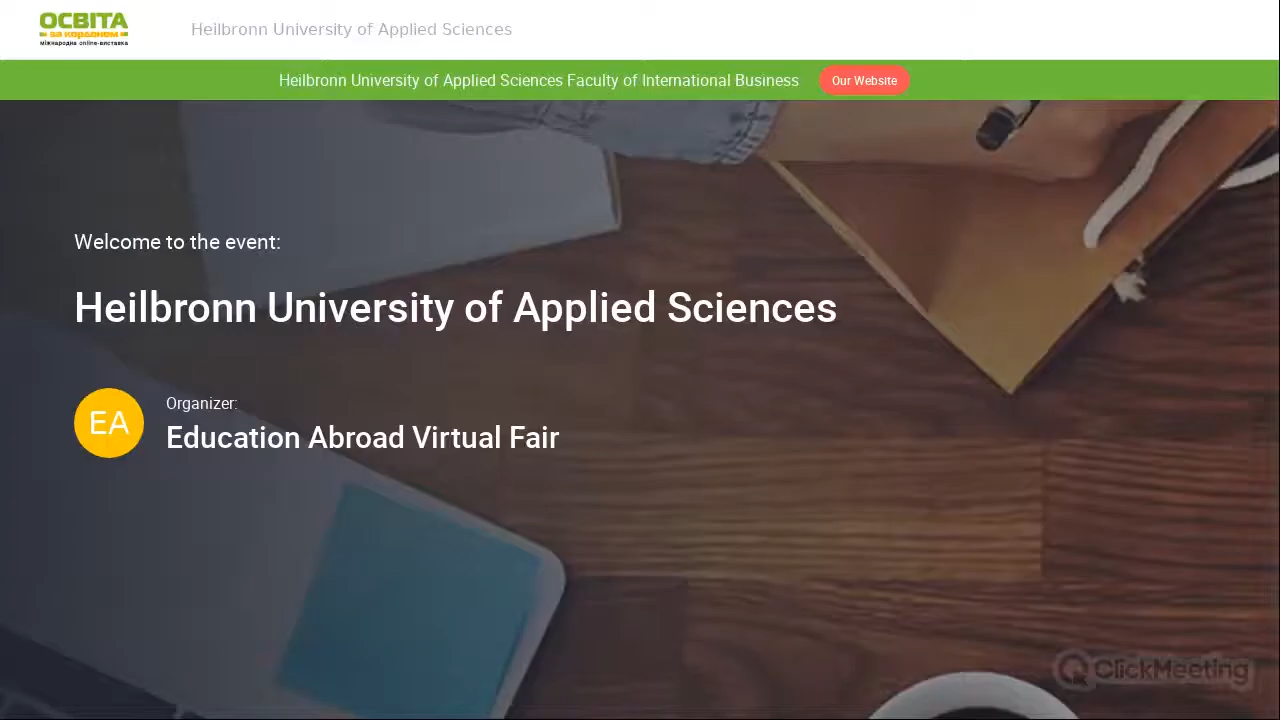 ОСВІТА
за кордоном
міжнародна online-виставка
Heilbronn University of Applied Sciences
Heilbronn University of Applied Sciences Faculty of International Business
Our Website
Welcome to the event:
Heilbronn University of Applied Sciences
EA
Organizer:
Education Abroad Virtual Fair
ClickMeeting